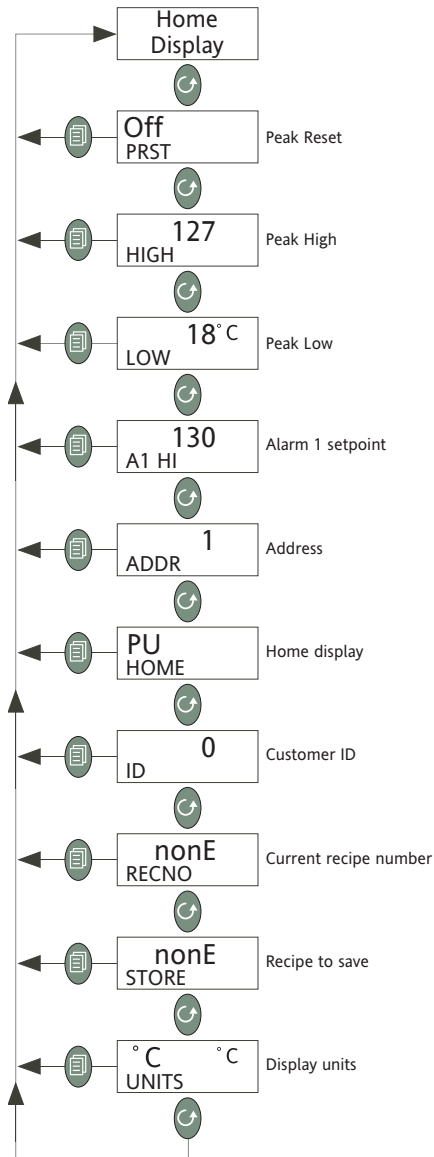 Home
Display
Off
PRST
Peak Reset
127
HIGH
Peak High
18°C
LOW
Peak Low
130
A1 HI
Alarm 1 setpoint
1
ADDR
Address
PU
HOME
Home display
0
ID
Customer ID
nonE
RECNO
Current recipe number
nonE
STORE
Recipe to save
°C °C
UNITS
Display units